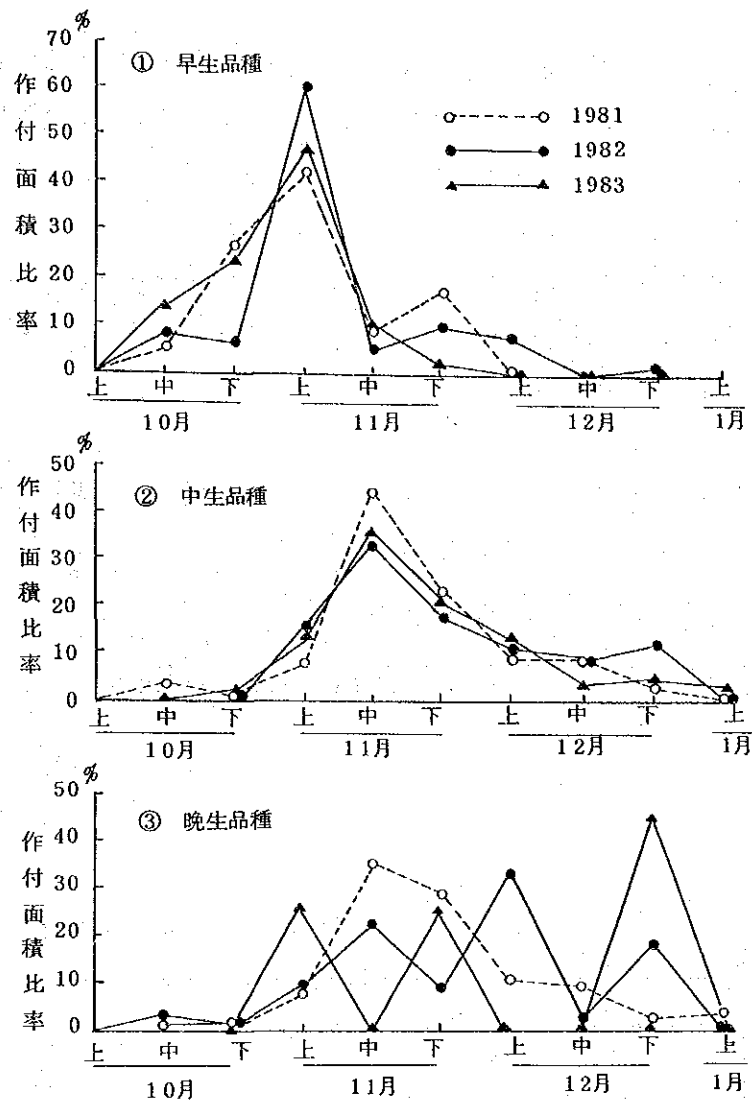 %
70
60
50
40
30
20
10
0
作付面積比率
① 早生品種
1981
1982
1983
上 中 下 上 中 下 上 中 下 上
10月 11月 12月 1月
%
50
40
30
20
10
0
作付面積比率
② 中生品種
上 中 下 上 中 下 上 中 下 上
10月 11月 12月 1月
%
50
40
30
20
10
0
作付面積比率
③ 晩生品種
上 中 下 上 中 下 上 中 下 上
10月 11月 12月 1月